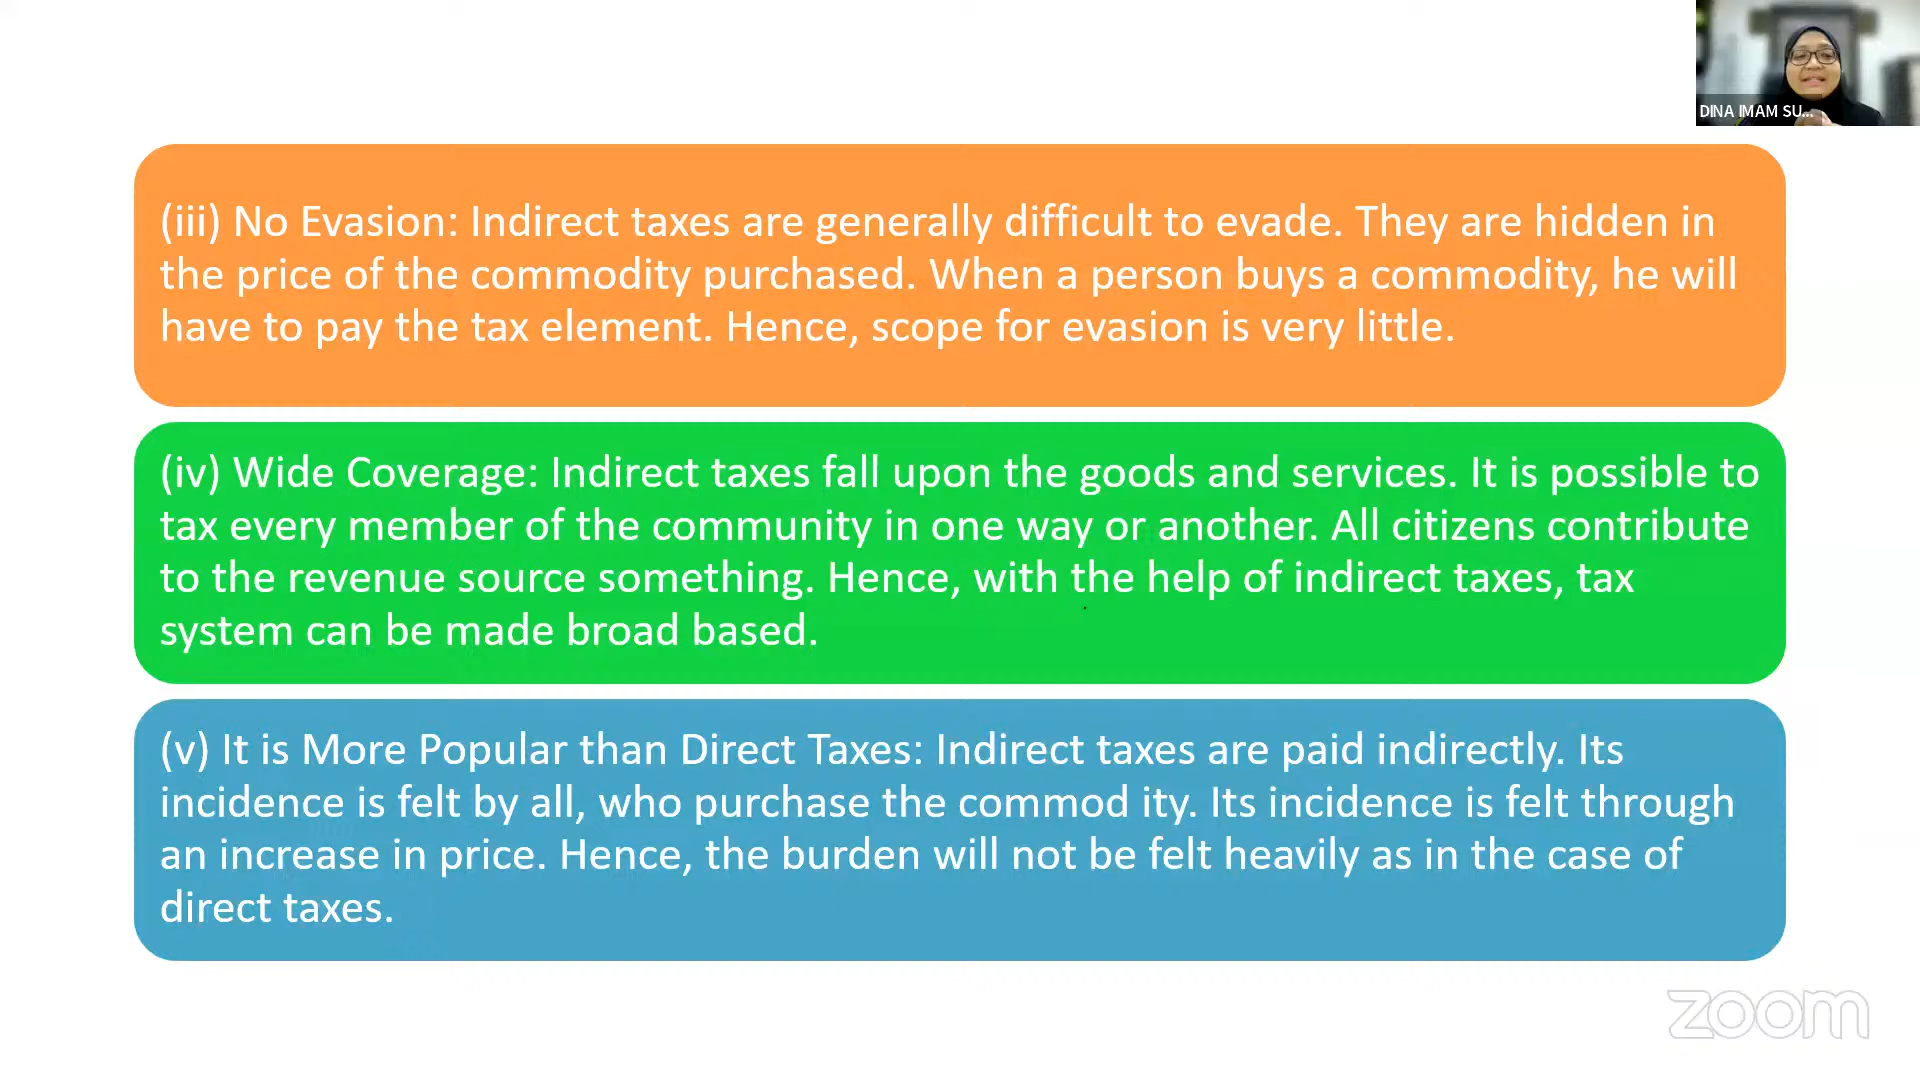 DINA IMAM SU...
(iii) No Evasion: Indirect taxes are generally difficult to evade. They are hidden in
the price of the commodity purchased. When a person buys a commodity, he will
have to pay the tax element. Hence, scope for evasion is very little.
(iv) Wide Coverage: Indirect taxes fall upon the goods and services. It is possible to
tax every member of the community in one way or another. All citizens contribute
to the revenue source something. Hence, with the help of indirect taxes, tax
system can be made broad based.
(v) It is More Popular than Direct Taxes: Indirect taxes are paid indirectly. Its
incidence is felt by all, who purchase the commod ity. Its incidence is felt through
an increase in price. Hence, the burden will not be felt heavily as in the case of
direct taxes.
zoom